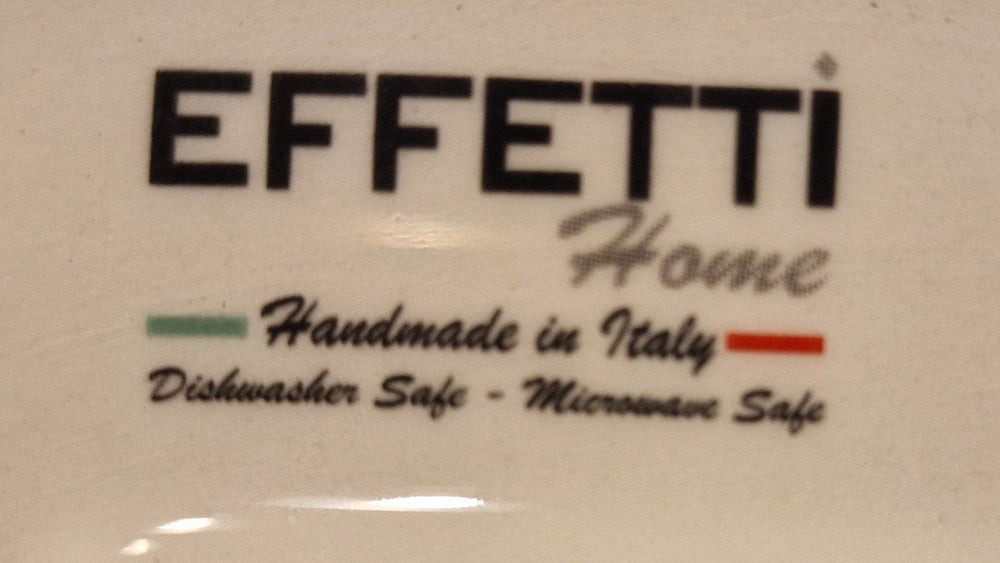 EFFETTi
Home
Handmade in Italy
Dishwasher Safe - Microwave Safe